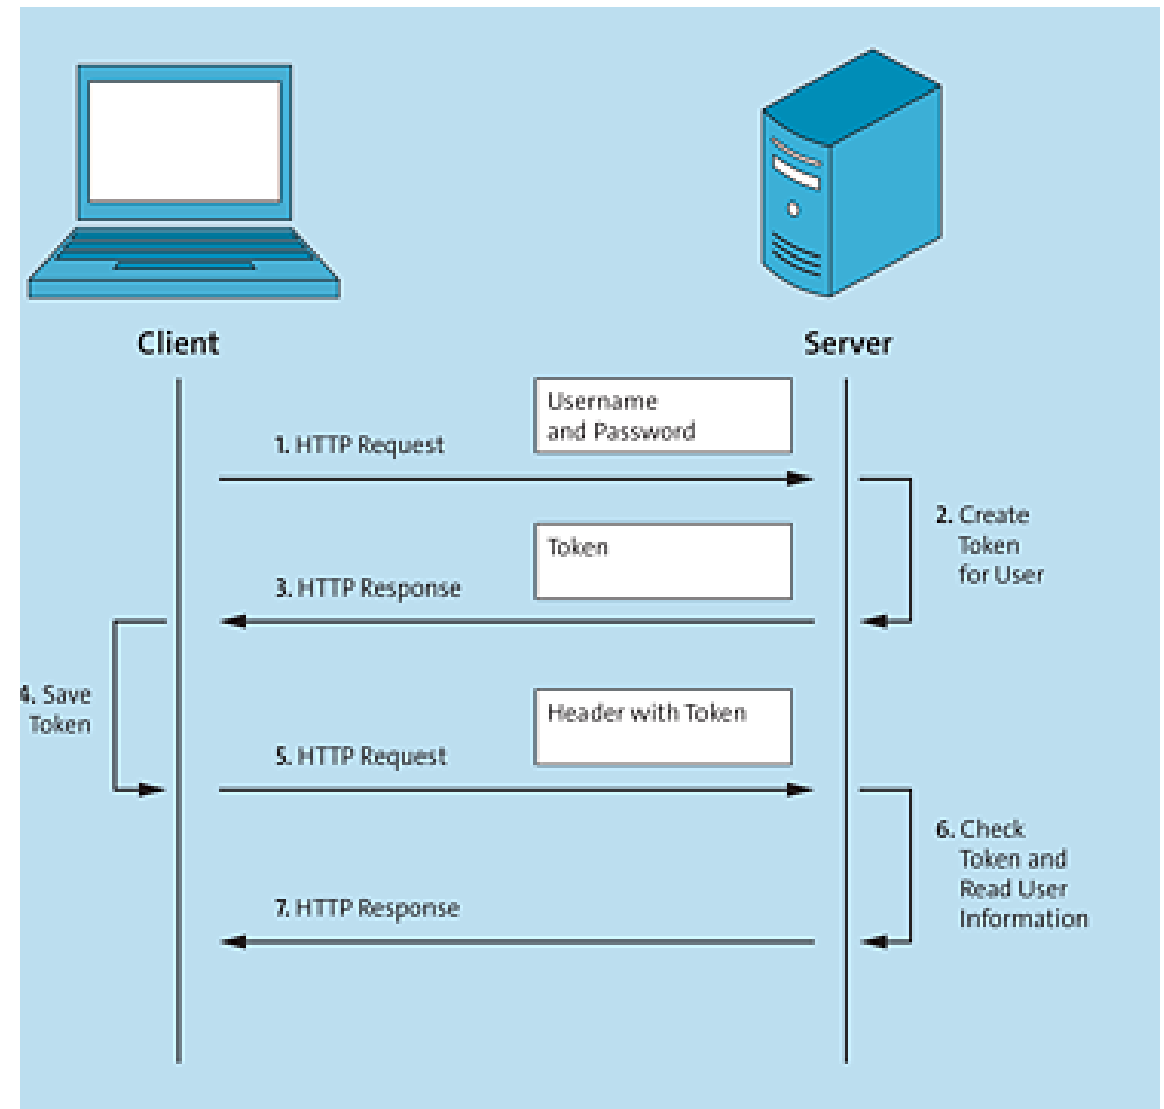 Client
Server
Username
and Password
1. HTTP Request
2. Create
Token
for User
Token
3. HTTP Response
4. Save
Token
Header with Token
5. HTTP Request
6. Check
Token and
Read User
Information
7. HTTP Response